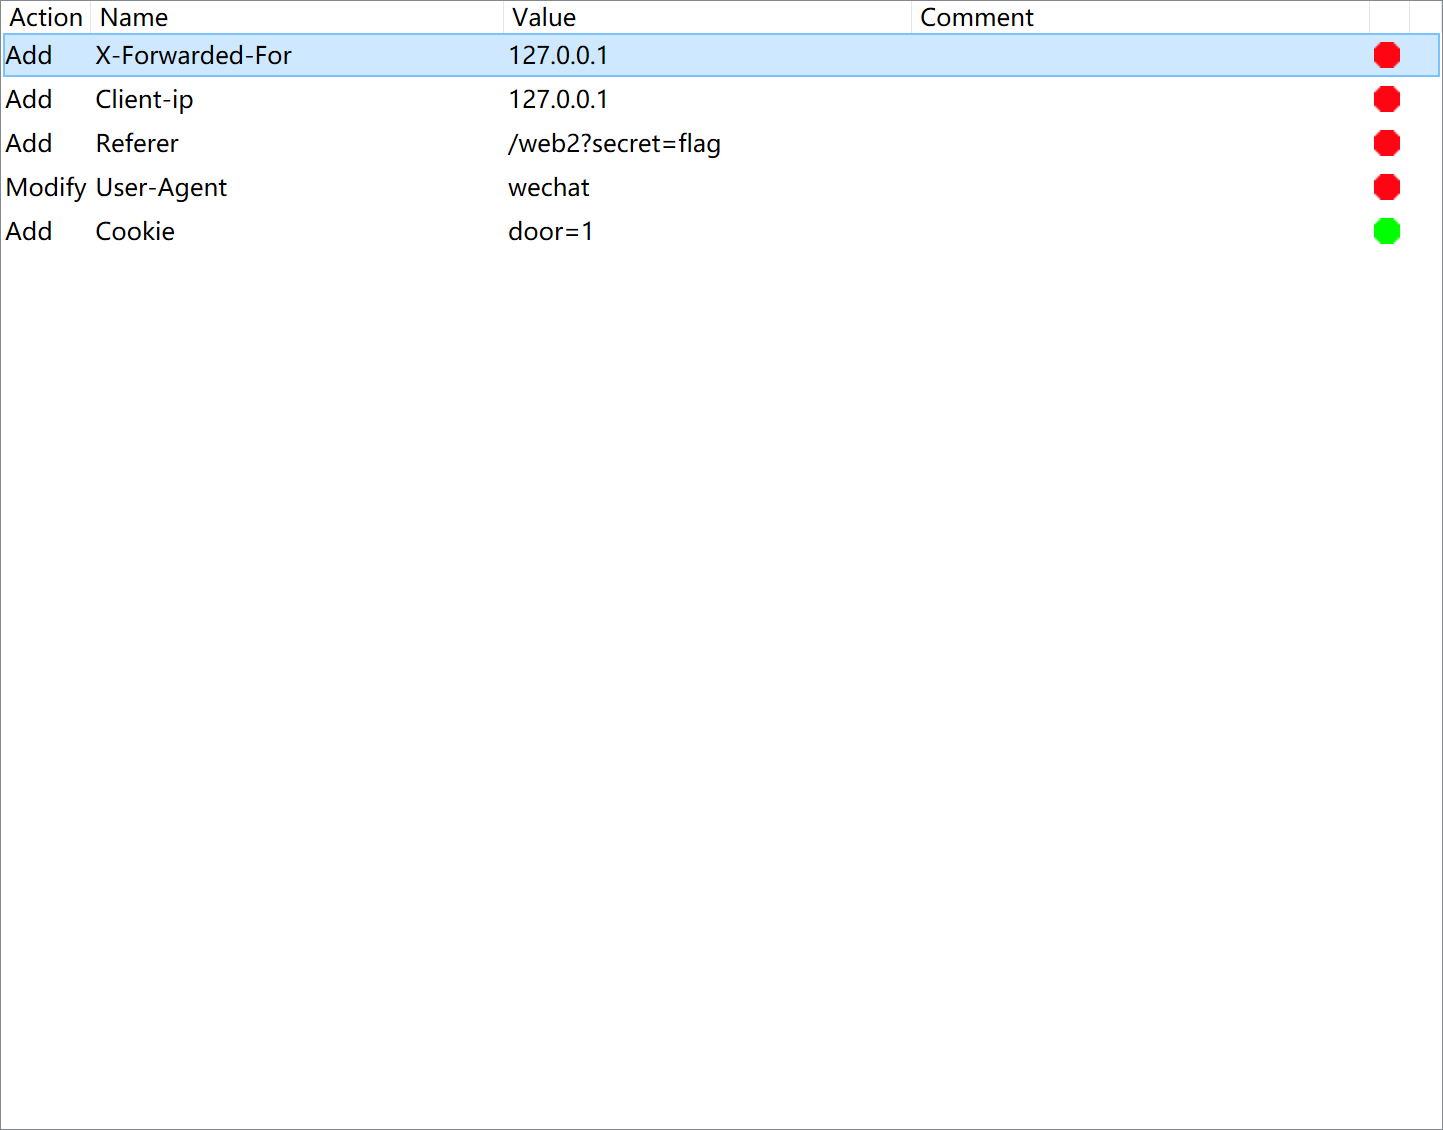 Action Name Value Comment
Add X-Forwarded-For 127.0.0.1
Add Client-ip 127.0.0.1
Add Referer /web2?secret=flag
Modify User-Agent wechat
Add Cookie door=1